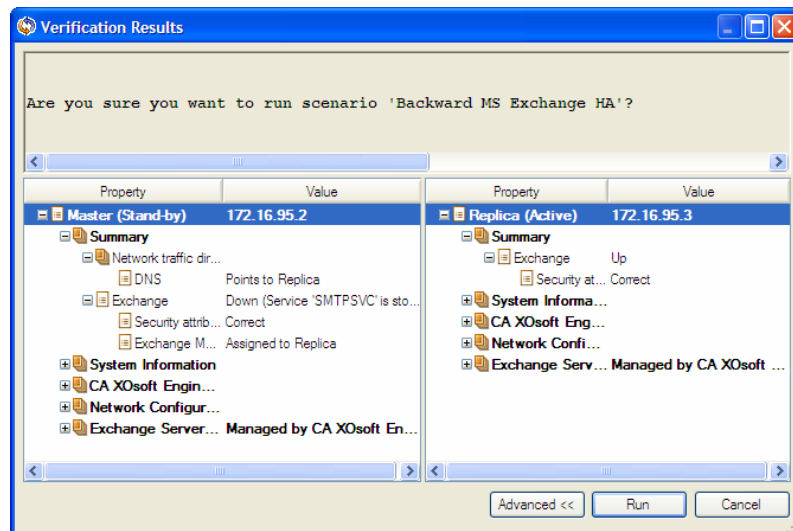 Verification Results
Are you sure you want to run scenario 'Backward MS Exchange HA'?
Property Value
Master (Stand-by) 172.16.95.2
Summary
Network traffic dir...
DNS Points to Replica
Exchange Down (Service 'SMTPSVC' is sto...
Security attrib... Correct
Exchange M... Assigned to Replica
System Information
CA XOsoft Engin...
Network Configur...
Exchange Server... Managed by CA XOsoft En...
Property Value
Replica (Active) 172.16.95.3
Summary
Exchange Up
Security at... Correct
System Informa...
CA XOsoft Eng...
Network Confi...
Exchange Serv... Managed by CA XOsoft ...
Advanced << Run Cancel